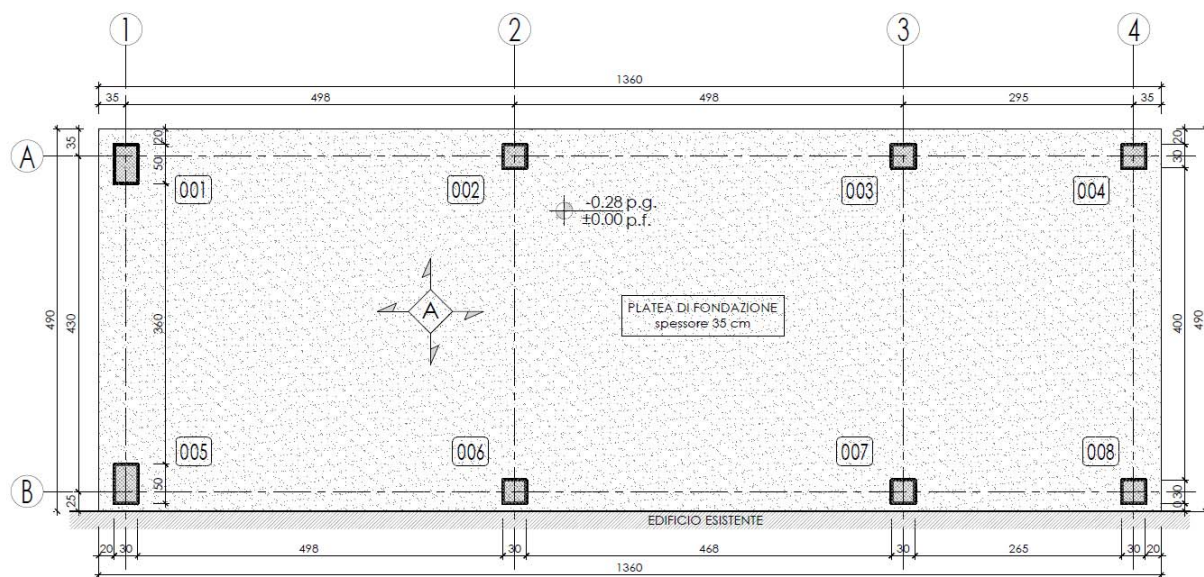 1 2 3 4
1360
35 498 498 295 35
A
35
490
430
25
20
50
360
50
001 002 003 004
-0.28 p.g.
±0.00 p.f.
A
PLATEA DI FONDAZIONE
spessore 35 cm
20
30
400
30
490
005 006 007 008
B
EDIFICIO ESISTENTE
20 30 498 30 468 30 265 30 20
1360